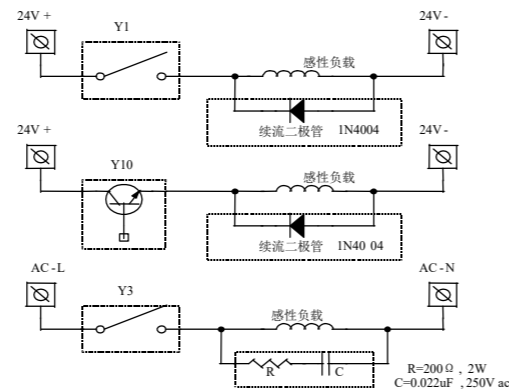 24V + Y1 24V -
感性负载
续流二极管 1N4004
24V + Y10 24V -
感性负载
续流二极管 1N40 04
AC-L Y3 AC-N
感性负载
R C
R=200Ω , 2W
C=0.022uF , 250V ac